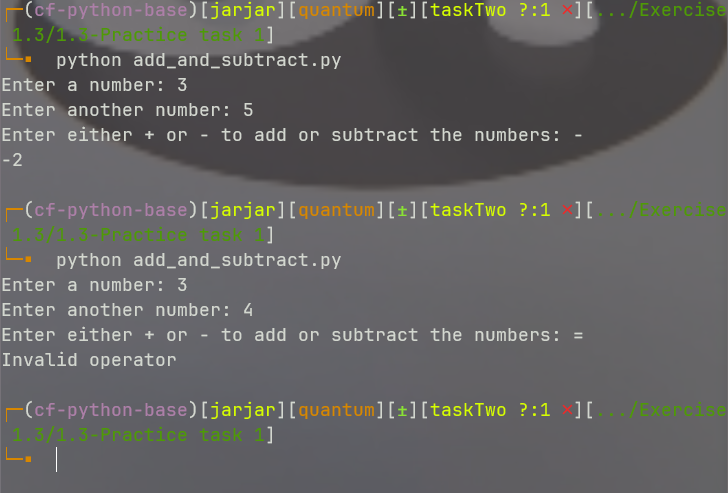 ┌─(cf-python-base)[jarjar][quantum][±][taskTwo ?:1 ✗][.../Exercise
 1.3/1.3-Practice task 1]
└─▪  python add_and_subtract.py
Enter a number: 3
Enter another number: 5
Enter either + or - to add or subtract the numbers: -
-2
┌─(cf-python-base)[jarjar][quantum][±][taskTwo ?:1 ✗][.../Exercise
 1.3/1.3-Practice task 1]
└─▪  python add_and_subtract.py
Enter a number: 3
Enter another number: 4
Enter either + or - to add or subtract the numbers: =
Invalid operator
┌─(cf-python-base)[jarjar][quantum][±][taskTwo ?:1 ✗][.../Exercise
 1.3/1.3-Practice task 1]
└─▪